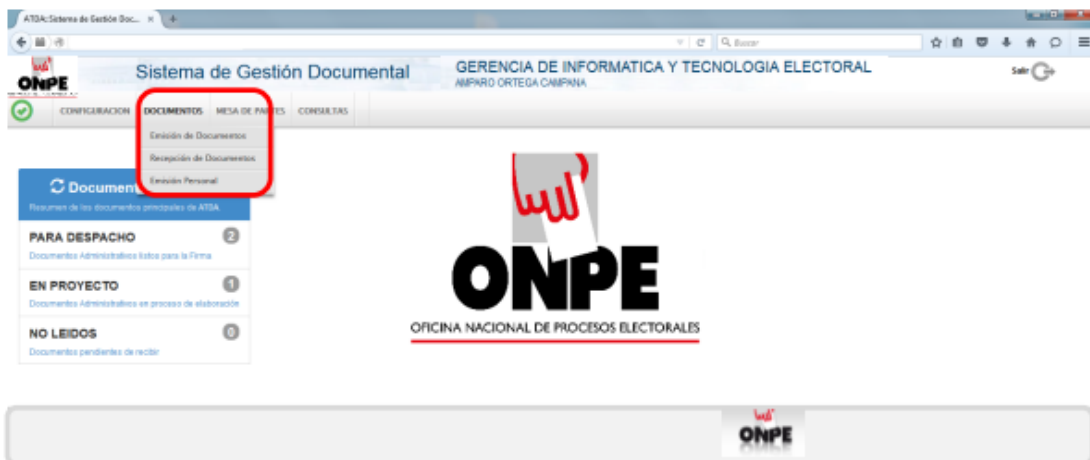 ATDA: Sistema de Gestión Doc...
Buscar
ONPE
Sistema de Gestión Documental
GERENCIA DE INFORMATICA Y TECNOLOGIA ELECTORAL
AMPARO ORTEGA CAMPANA
Salir
CONFIGURACION DOCUMENTOS MESA DE PARTES CONSULTAS
Emisión de Documentos
Recepción de Documentos
Emisión Personal
Document
Resumen de los documentos principales de ATDA.
PARA DESPACHO 2
Documentos Administrativos listos para la Firma
EN PROYECTO 1
Documentos Administrativos en proceso de elaboración
NO LEIDOS 0
Documentos pendientes de recibir
ONPE
OFICINA NACIONAL DE PROCESOS ELECTORALES
ONPE